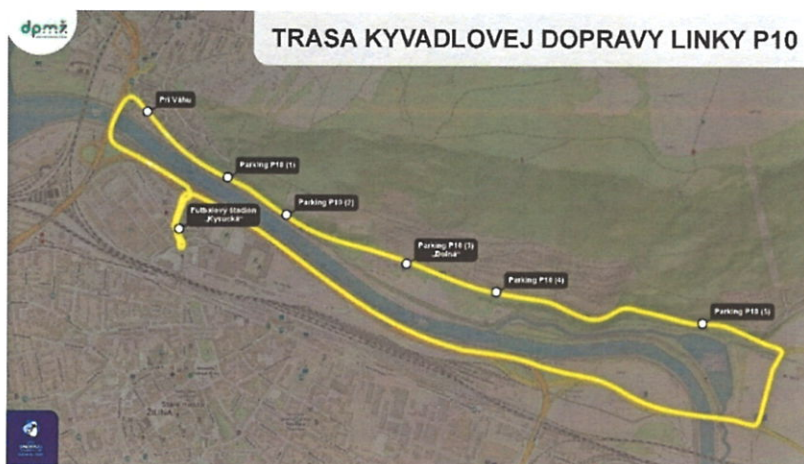 dpmž
TRASA KYVADLOVEJ DOPRAVY LINKY P10
Pri Váhu
Parking P10 (1)
Parking P10 (2)
Futbalový štadión
„Kysucká“
Parking P10 (3)
„Dolná“
Parking P10 (4)
Parking P10 (5)
ŽILINA